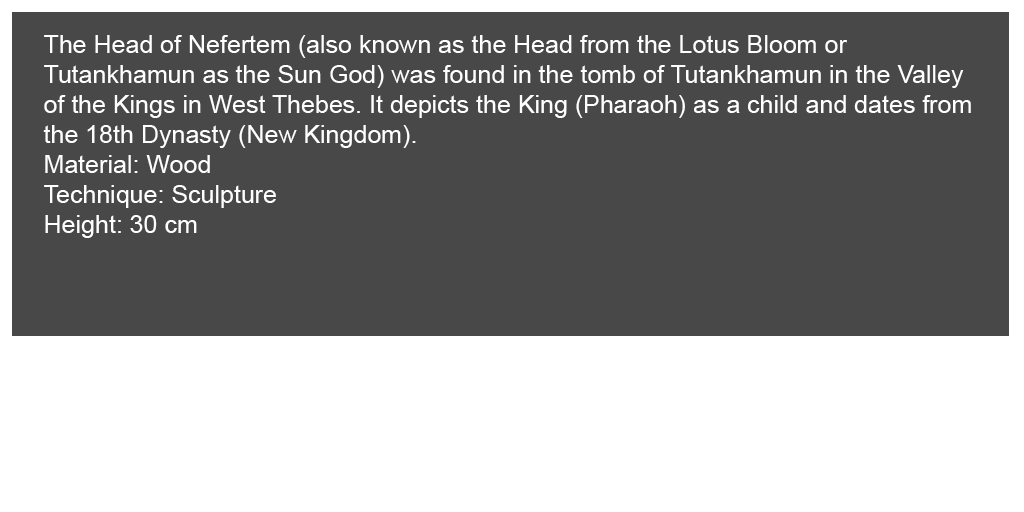 The Head of Nefertem (also known as the Head from the Lotus Bloom or
Tutankhamun as the Sun God) was found in the tomb of Tutankhamun in the Valley
of the Kings in West Thebes. It depicts the King (Pharaoh) as a child and dates from
the 18th Dynasty (New Kingdom).
Material: Wood
Technique: Sculpture
Height: 30 cm